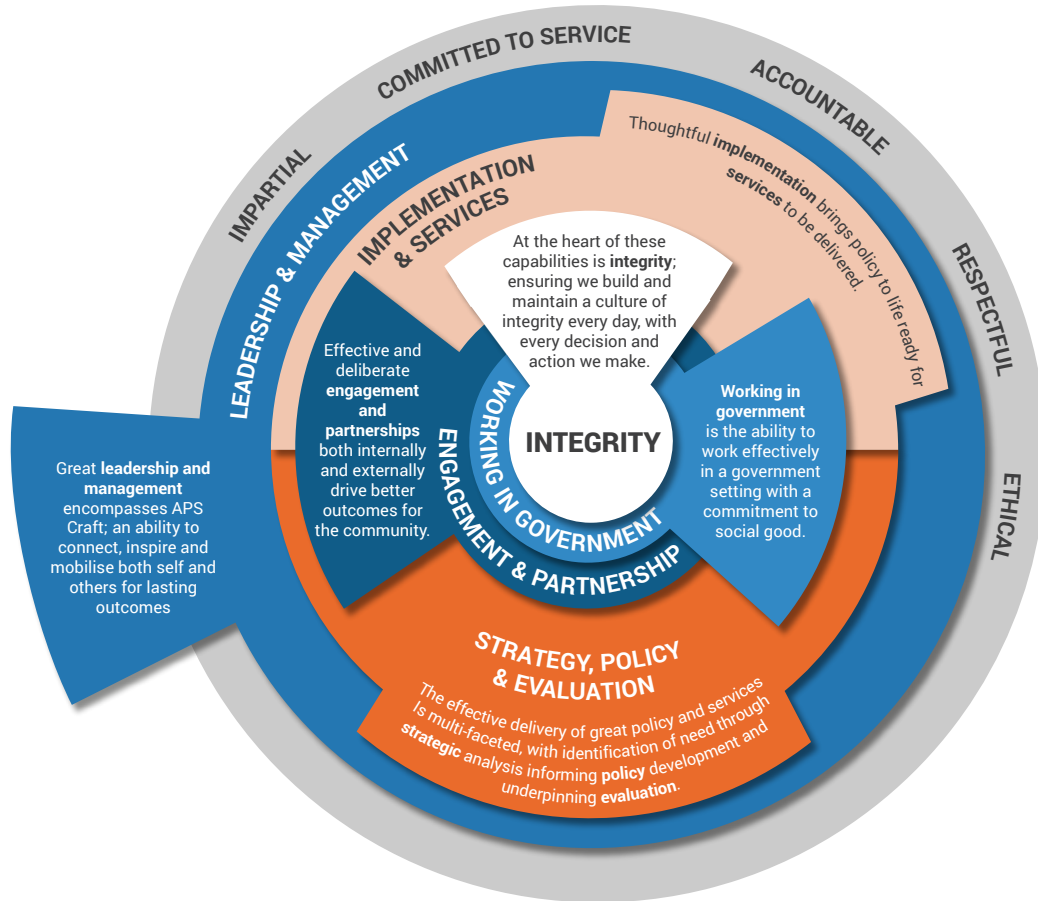 COMMITTED TO SERVICE
ACCOUNTABLE
IMPARTIAL
RESPECTFUL
ETHICAL
LEADERSHIP & MANAGEMENT
IMPLEMENTATION
& SERVICES
Thoughtful implementation brings policy to life ready for
services to be delivered.
At the heart of these
capabilities is integrity;
ensuring we build and
maintain a culture of
integrity every day, with
every decision and
action we make.
Effective and
deliberate
engagement
and
partnerships
both internally
and externally
drive better
outcomes for
the community.
ENGAGEMENT & PARTNERSHIP
WORKING IN GOVERNMENT
INTEGRITY
Working in
government
is the ability to
work effectively
in a government
setting with a
commitment to
social good.
Great leadership and
management
encompasses APS
Craft; an ability to
connect, inspire and
mobilise both self and
others for lasting
outcomes
STRATEGY, POLICY
& EVALUATION
The effective delivery of great policy and services
Is multi-faceted, with identification of need through
strategic analysis informing policy development and
underpinning evaluation.